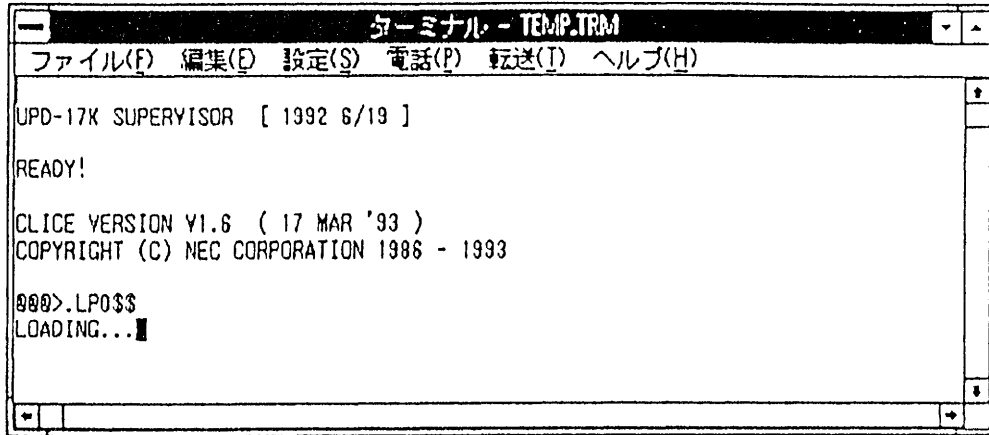 ターミナル - TEMP.TRM
ファイル(F) 編集(E) 設定(S) 電話(P) 転送(T) ヘルプ(H)
UPD-17K SUPERVISOR [ 1992 6/19 ]
READY!
CLICE VERSION V1.6 ( 17 MAR '93 )
COPYRIGHT (C) NEC CORPORATION 1986 - 1993
@@@>.LP0$$
LOADING...